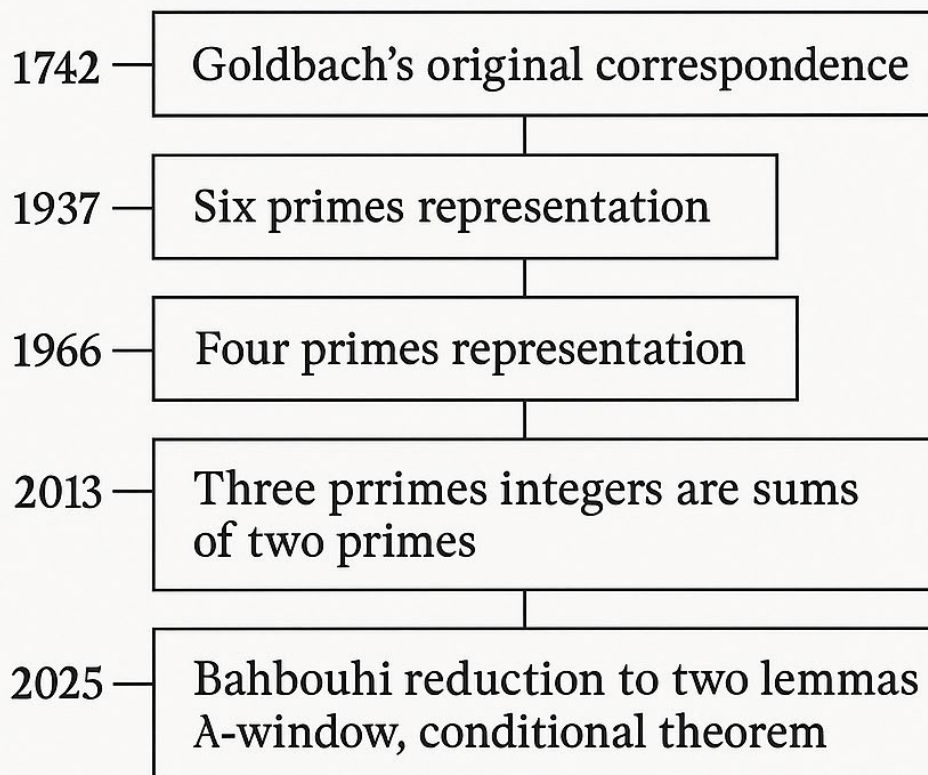 1742 Goldbach’s original correspondence
1937 Six primes representation
1966 Four primes representation
2013 Three prrimes integers are sums
of two primes
2025 Bahbouhi reduction to two lemmas
λ-window, conditional theorem